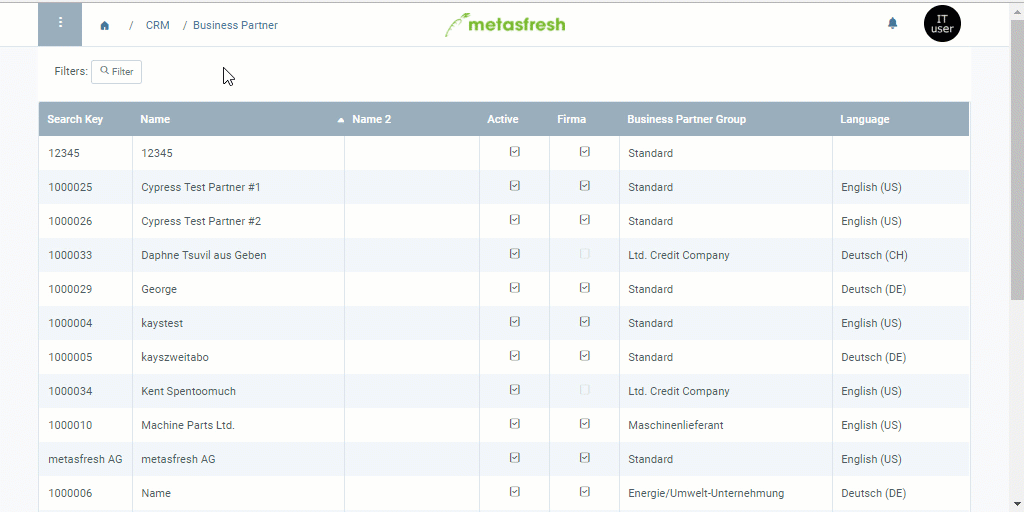 / CRM / Business Partner
metasfresh
IT
user
Filters: Filter
Search Key Name Name 2 Active Firma Business Partner Group Language
12345 12345 Standard
1000025 Cypress Test Partner #1 Standard English (US)
1000026 Cypress Test Partner #2 Standard English (US)
1000033 Daphne Tsuvil aus Geben Ltd. Credit Company Deutsch (CH)
1000029 George Standard Deutsch (DE)
1000004 kaystest Standard English (US)
1000005 kayszweitabo Standard Deutsch (DE)
1000034 Kent Spentoomuch Ltd. Credit Company English (US)
1000010 Machine Parts Ltd. Maschinenlieferant English (US)
metasfresh AG metasfresh AG Standard English (US)
1000006 Name Energie/Umwelt-Unternehmung Deutsch (DE)